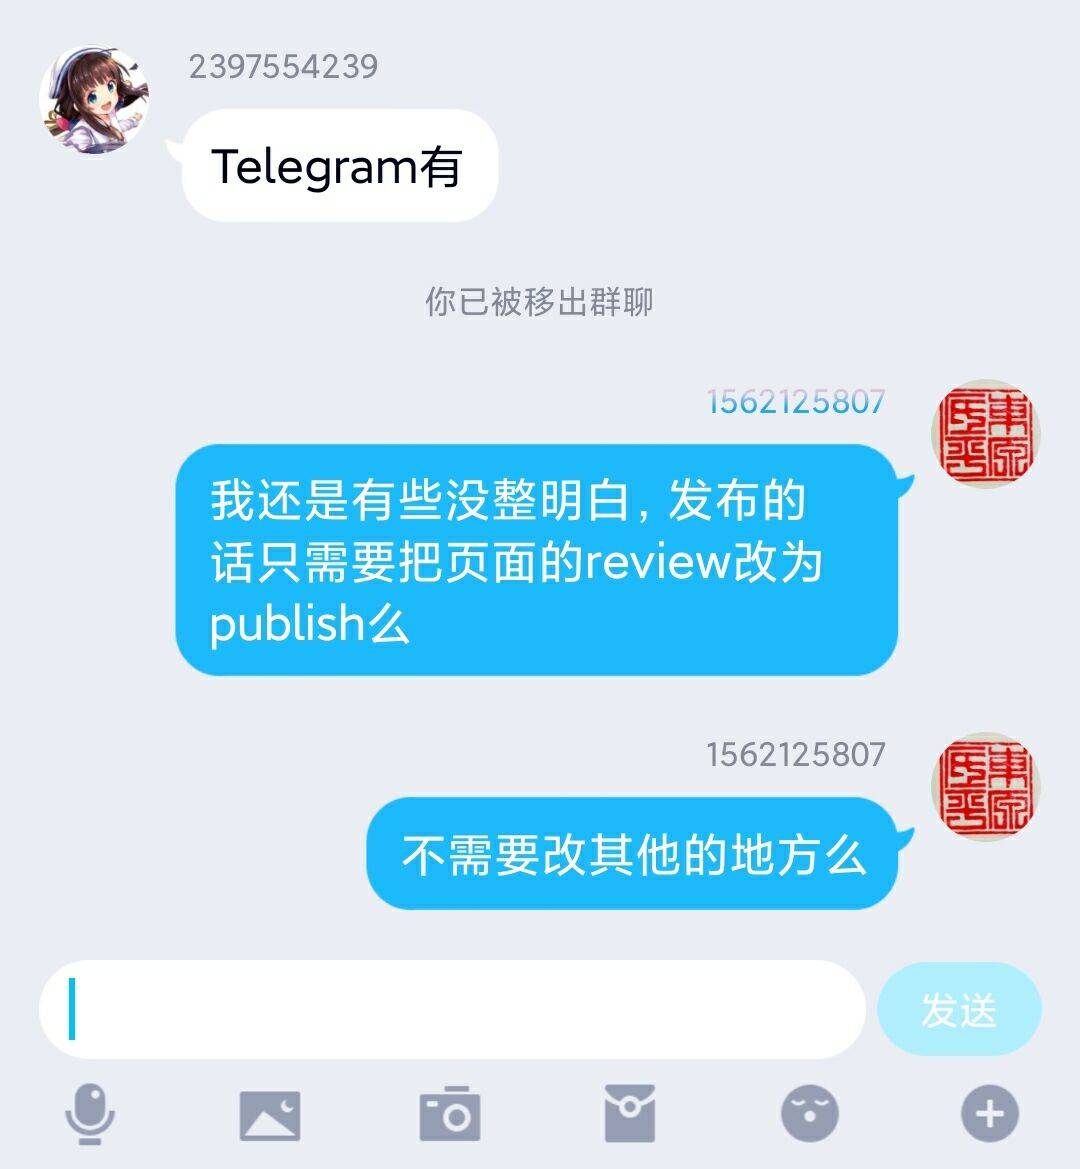 2397554239
Telegram有
你已被移出群聊
1562125807
我还是有些没整明白，发布的
话只需要把页面的review改为
publish么
1562125807
不需要改其他的地方么
发送